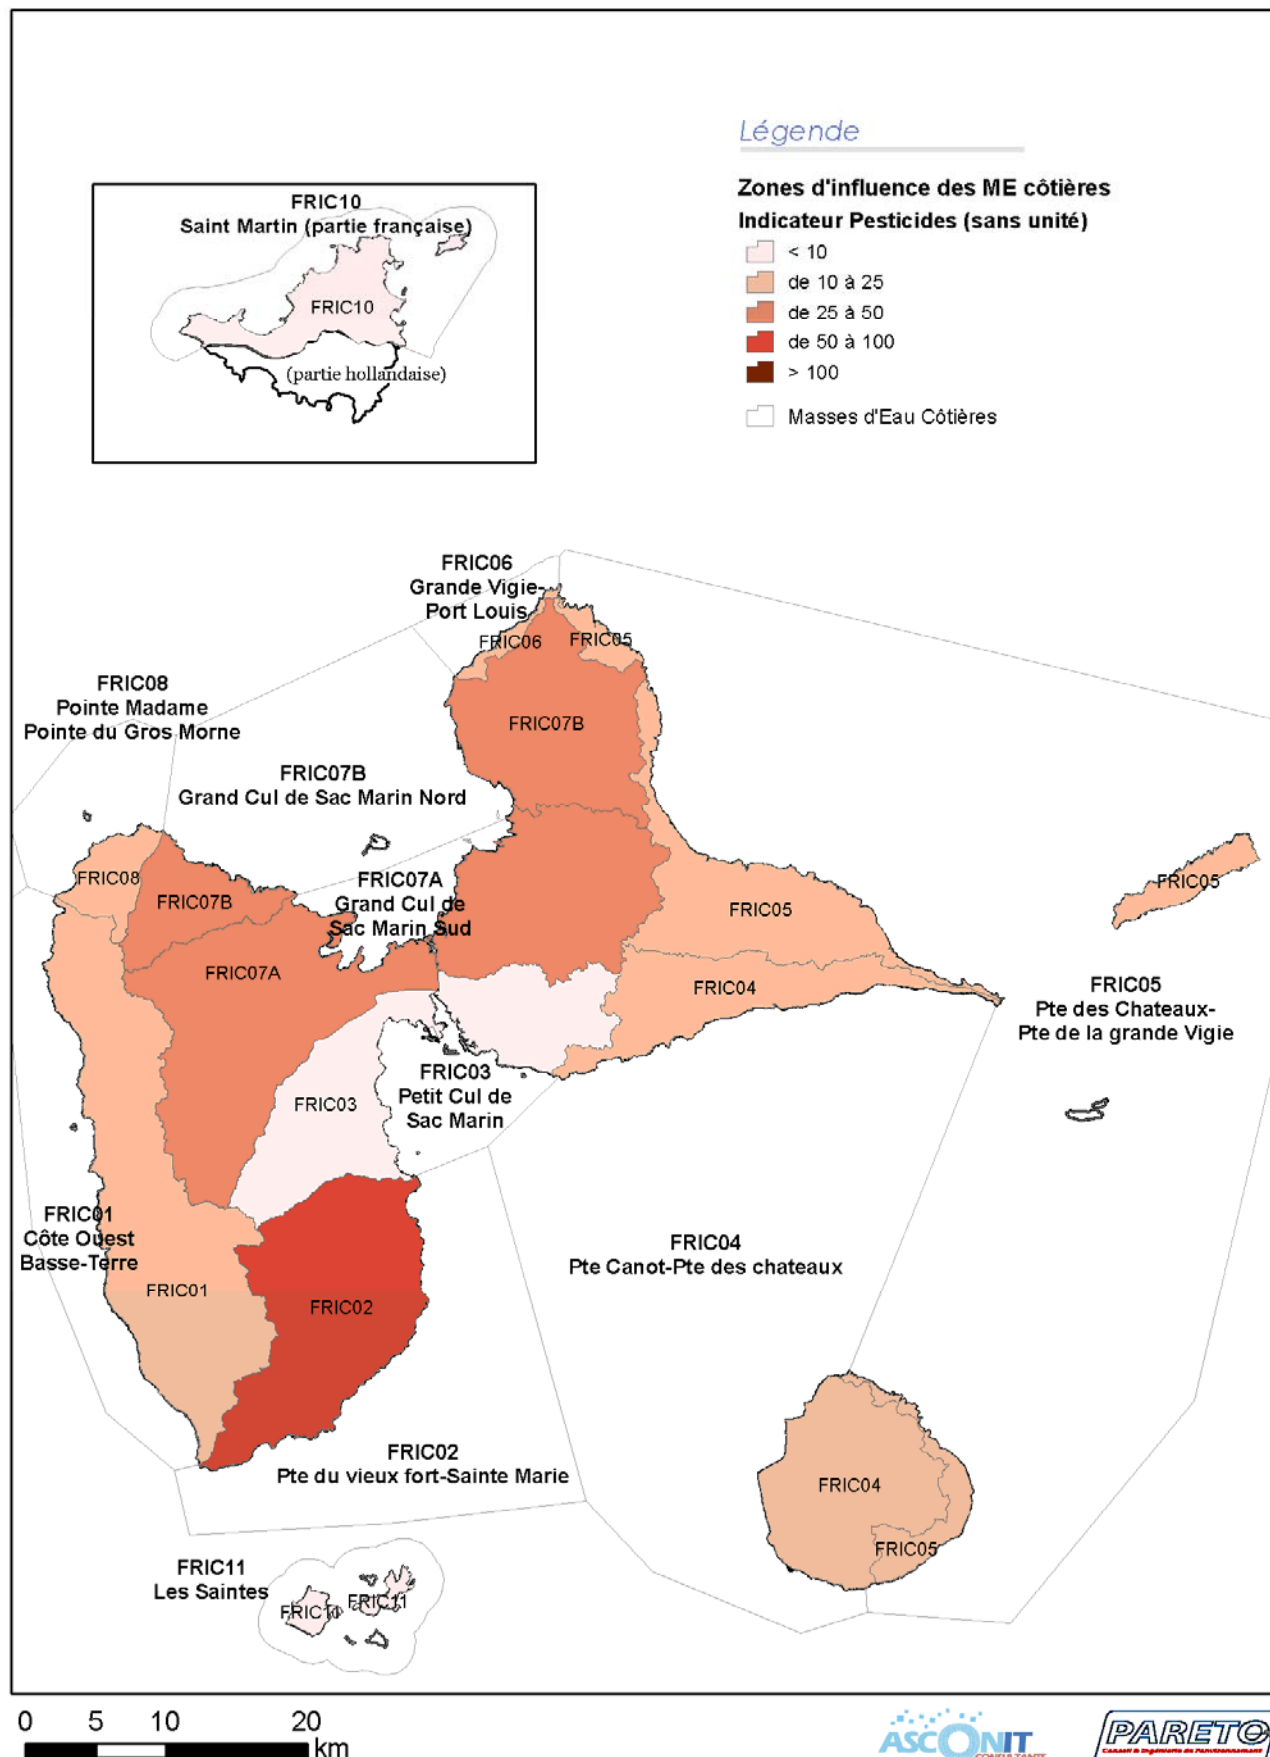 Légende
Zones d'influence des ME côtières
Indicateur Pesticides (sans unité)
< 10
de 10 à 25
de 25 à 50
de 50 à 100
> 100
Masses d'Eau Côtières
FRIC10
Saint Martin (partie française)
FRIC10
(partie hollandaise)
FRIC06
Grande Vigie-
Port Louis
FRIC06
FRIC05
FRIC08
Pointe Madame
Pointe du Gros Morne
FRIC07B
FRIC07B
Grand Cul de Sac Marin Nord
FRIC08
FRIC07B
FRIC07A
Grand Cul de
Sac Marin Sud
FRIC05
FRIC05
FRIC07A
FRIC04
FRIC05
Pte des Chateaux-
Pte de la grande Vigie
FRIC03
Petit Cul de
Sac Marin
FRIC03
FRIC01
Côte Ouest
Basse-Terre
FRIC01
FRIC02
FRIC04
Pte Canot-Pte des chateaux
FRIC02
Pte du vieux fort-Sainte Marie
FRIC04
FRIC05
FRIC11
Les Saintes
FRIC11
FRIC11
0 5 10 20
km
ASCONIT
CONSULTANTS
PARETO
Conseil & Ingénierie de l'environnement